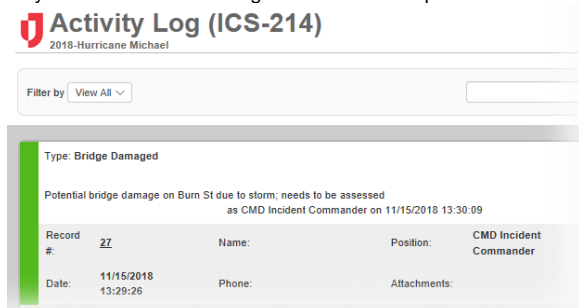 Activity Log (ICS-214)
2018-Hurricane Michael
Filter by View All
Type: Bridge Damaged
Potential bridge damage on Burn St due to storm; needs to be assessed
as CMD Incident Commander on 11/15/2018 13:30:09
Record #: 27 Name: Position: CMD Incident Commander
Date: 11/15/2018 13:29:26 Phone: Attachments: